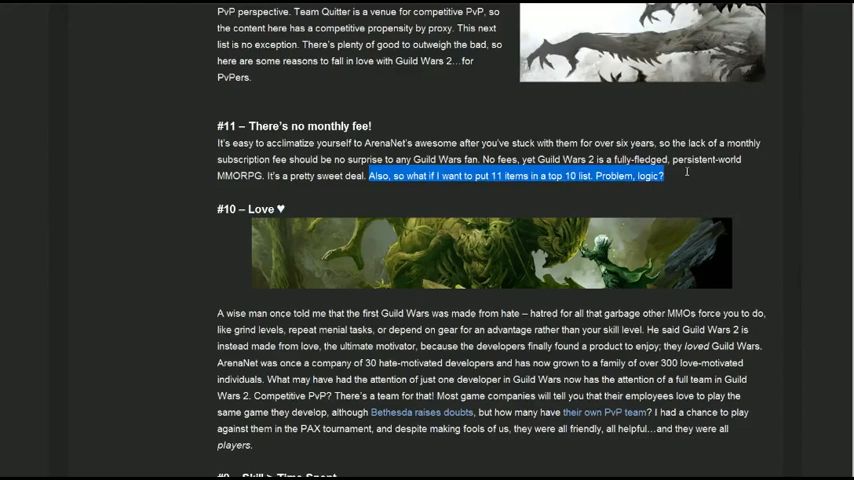 PvP perspective. Team Quitter is a venue for competitive PvP, so
the content here has a competitive propensity by proxy. This next
list is no exception. There's plenty of good to outweigh the bad, so
here are some reasons to fall in love with Guild Wars 2...for
PvPers.
#11 – There's no monthly fee!
It's easy to acclimatize yourself to ArenaNet's awesome after you've stuck with them for over six years, so the lack of a monthly
subscription fee should be no surprise to any Guild Wars fan. No fees, yet Guild Wars 2 is a fully-fledged, persistent-world
MMORPG. It's a pretty sweet deal. Also, so what if I want to put 11 items in a top 10 list. Problem, logic?
#10 – Love ♥
A wise man once told me that the first Guild Wars was made from hate – hatred for all that garbage other MMOs force you to do,
like grind levels, repeat menial tasks, or depend on gear for an advantage rather than your skill level. He said Guild Wars 2 is
instead made from love, the ultimate motivator, because the developers finally found a product to enjoy; they loved Guild Wars.
ArenaNet was once a company of 30 hate-motivated developers and has now grown to a family of over 300 love-motivated
individuals. What may have had the attention of just one developer in Guild Wars now has the attention of a full team in Guild
Wars 2. Competitive PvP? There's a team for that! Most game companies will tell you that their employees love to play the
same game they develop, although Bethesda raises doubts, but how many have their own PvP team? I had a chance to play
against them in the PAX tournament, and despite making fools of us, they were all friendly, all helpful...and they were all
players.
#9 – Skill > Time Spent